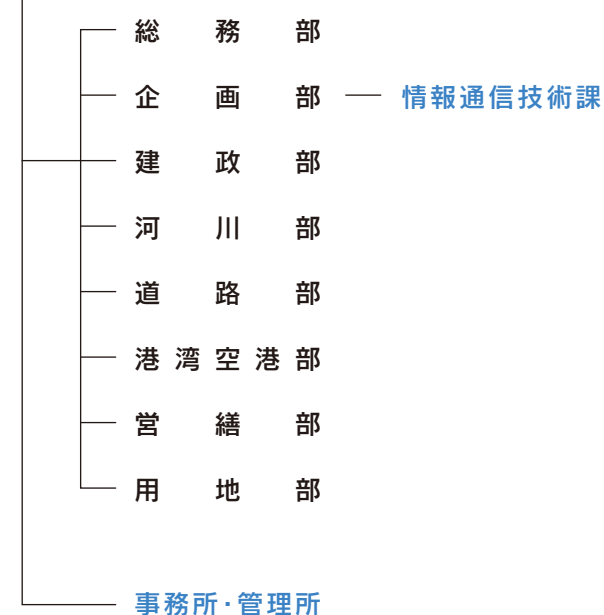 総務部
企画部 情報通信技術課
建政部
河川部
道路部
港湾空港部
営繕部
用地部
事務所・管理所